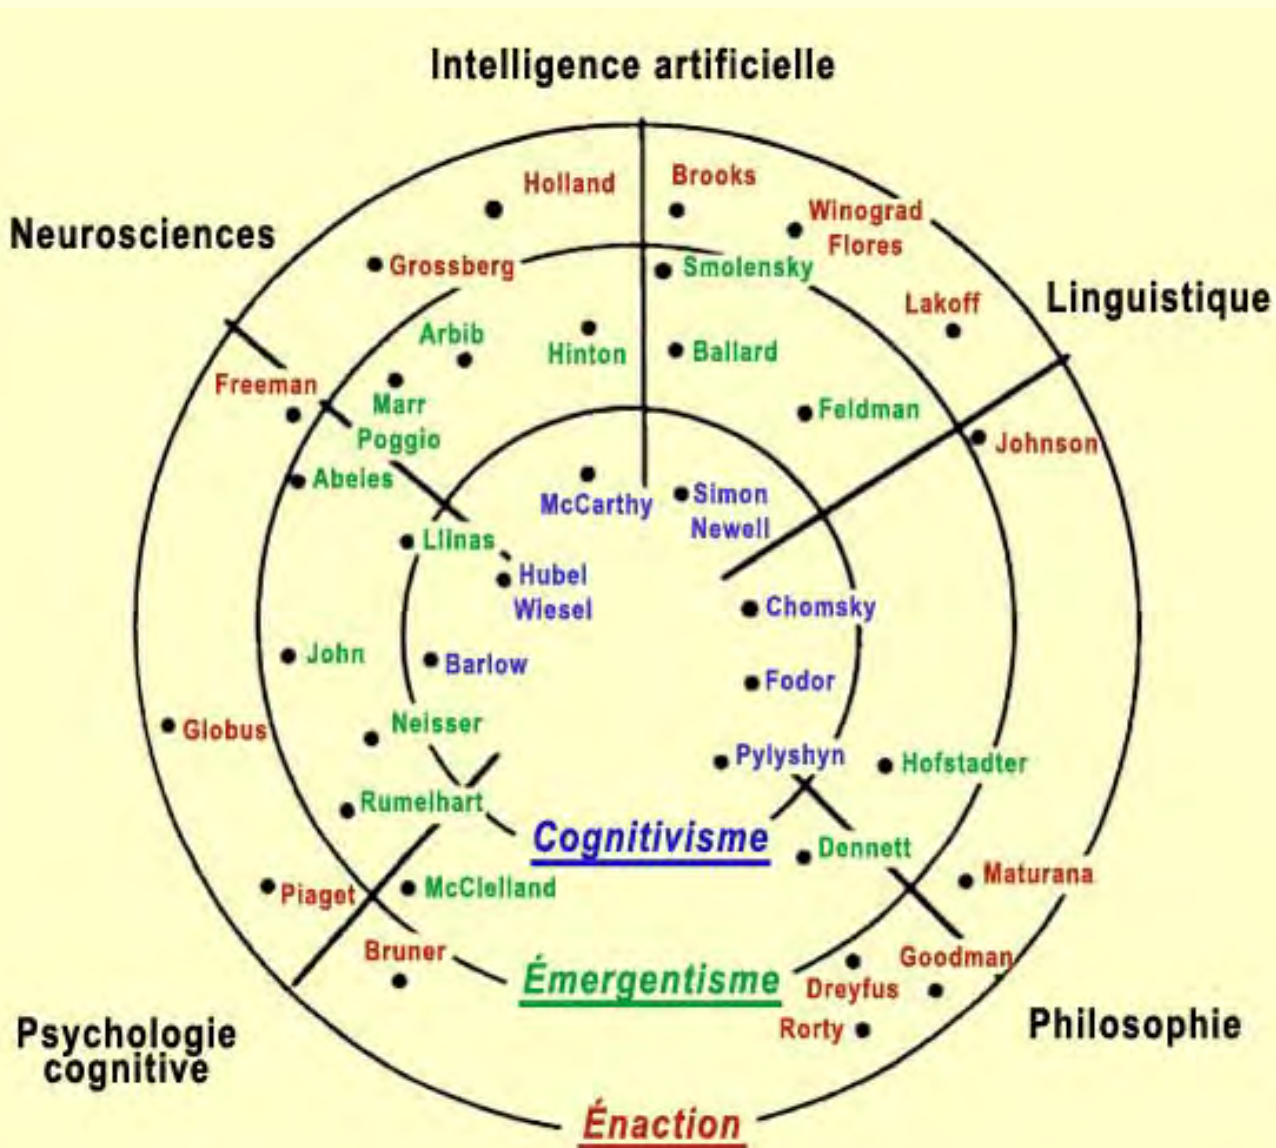 Intelligence artificielle
Holland
Brooks
Winograd
Flores
Neurosciences
Grossberg
Smolensky
Linguistique
Lakoff
Arbib
Hinton
Ballard
Freeman
Marr
Poggio
Feldman
Johnson
Abeles
McCarthy
Simon
Newell
Llinas
Hubel
Wiesel
Chomsky
John
Barlow
Fodor
Globus
Neisser
Pylyshyn
Hofstadter
Rumelhart
Cognitivisme
Dennett
Piaget
McClelland
Maturana
Bruner
Émergentisme
Goodman
Dreyfus
Rorty
Philosophie
Psychologie
cognitive
Énaction